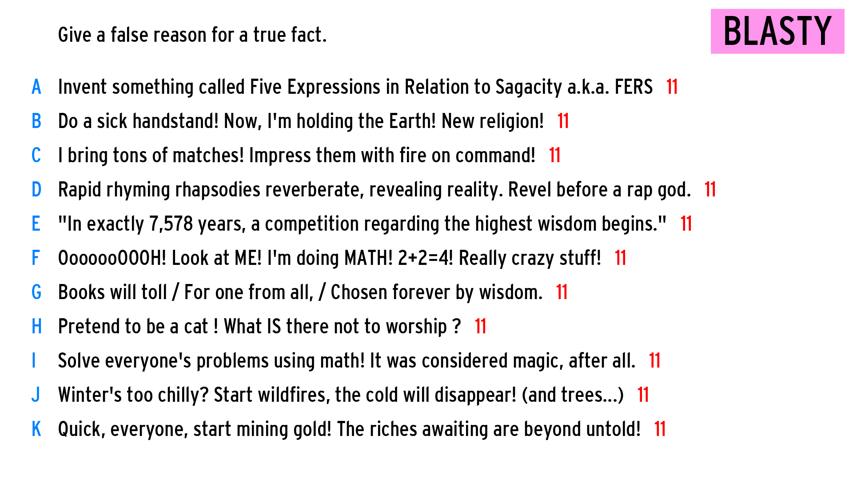 Give a false reason for a true fact.
BLASTY
A Invent something called Five Expressions in Relation to Sagacity a.k.a. FERS 11
B Do a sick handstand! Now, I'm holding the Earth! New religion! 11
C I bring tons of matches! Impress them with fire on command! 11
D Rapid rhyming rhapsodies reverberate, revealing reality. Revel before a rap god. 11
E "In exactly 7,578 years, a competition regarding the highest wisdom begins." 11
F OoooooOOOH! Look at ME! I'm doing MATH! 2+2=4! Really crazy stuff! 11
G Books will toll / For one from all, / Chosen forever by wisdom. 11
H Pretend to be a cat ! What IS there not to worship ? 11
I Solve everyone's problems using math! It was considered magic, after all. 11
J Winter's too chilly? Start wildfires, the cold will disappear! (and trees...) 11
K Quick, everyone, start mining gold! The riches awaiting are beyond untold! 11